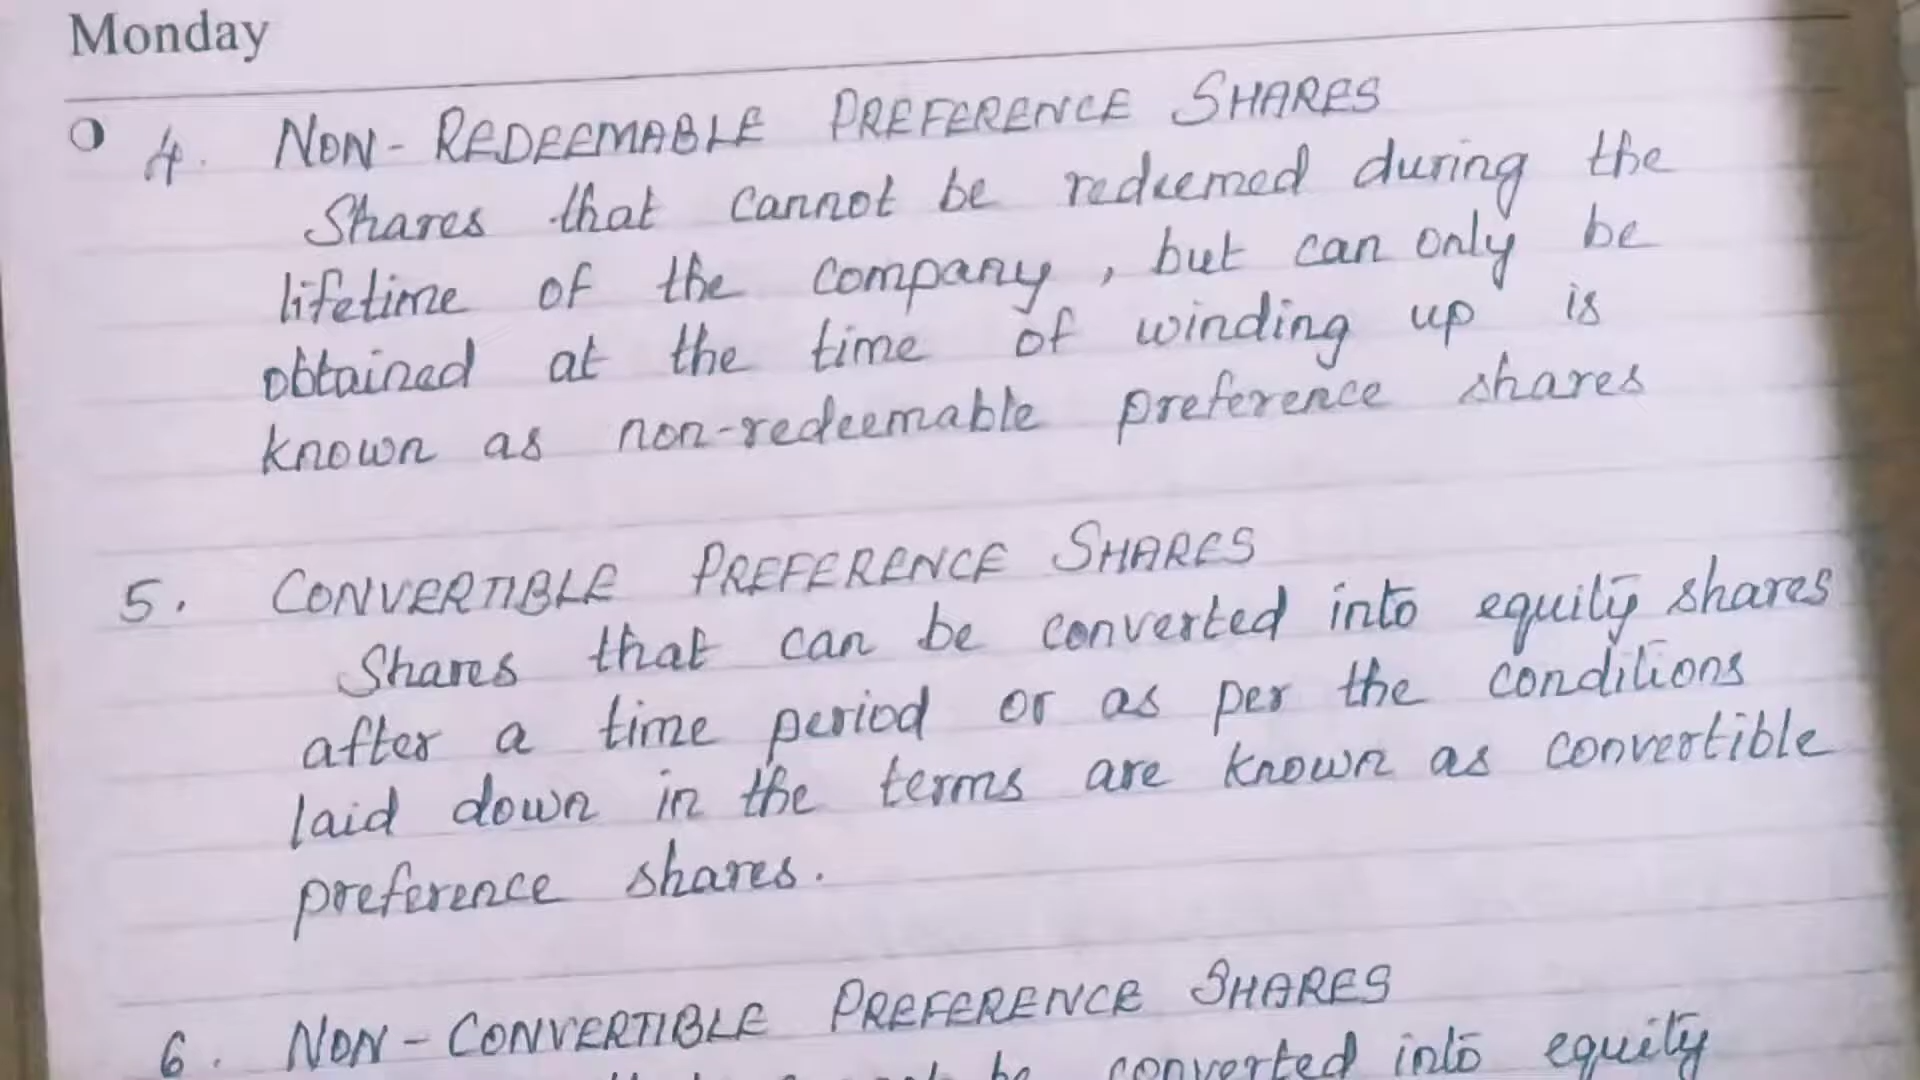 Monday
4. NON-REDEEMABLE PREFERENCE SHARES
Shares that cannot be redeemed during the
lifetime of the company, but can only be
obtained at the time of winding up is
known as non-redeemable preference shares
5. CONVERTIBLE PREFERENCE SHARES
Shares that can be converted into equity shares
after a time period or as per the conditions
laid down in the terms are known as convertible
preference shares.
6. NON-CONVERTIBLE PREFERENCE SHARES
be converted into equity